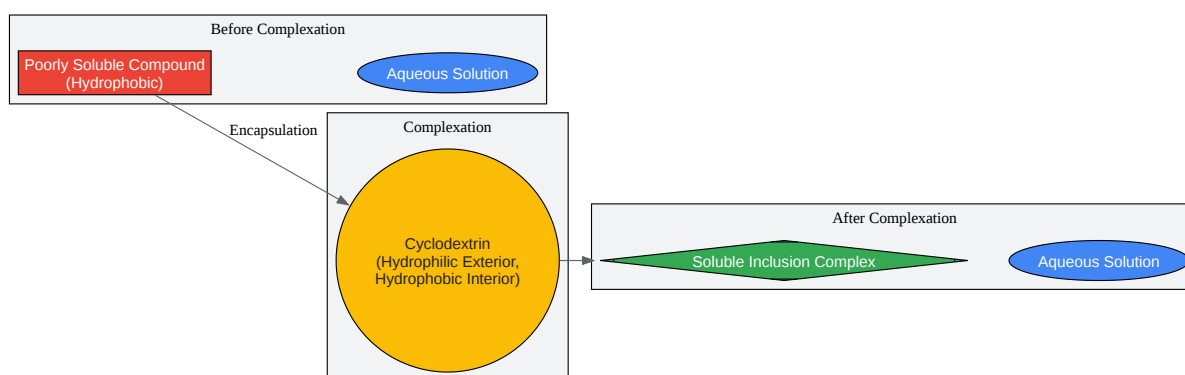 Before Complexation
Poorly Soluble Compound
(Hydrophobic)
Aqueous Solution
Encapsulation
Complexation
Cyclodextrin
(Hydrophilic Exterior,
Hydrophobic Interior)
After Complexation
Soluble Inclusion Complex
Aqueous Solution